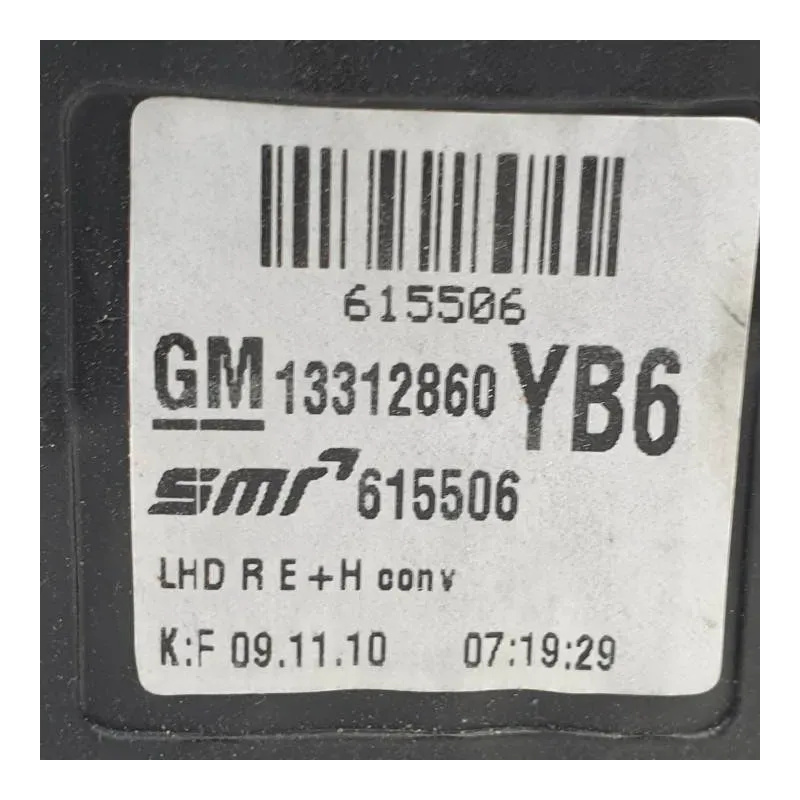 615506
GM 13312860 YB6
smr 615506
LHD R E+H conv
K:F 09.11.10 07:19:29